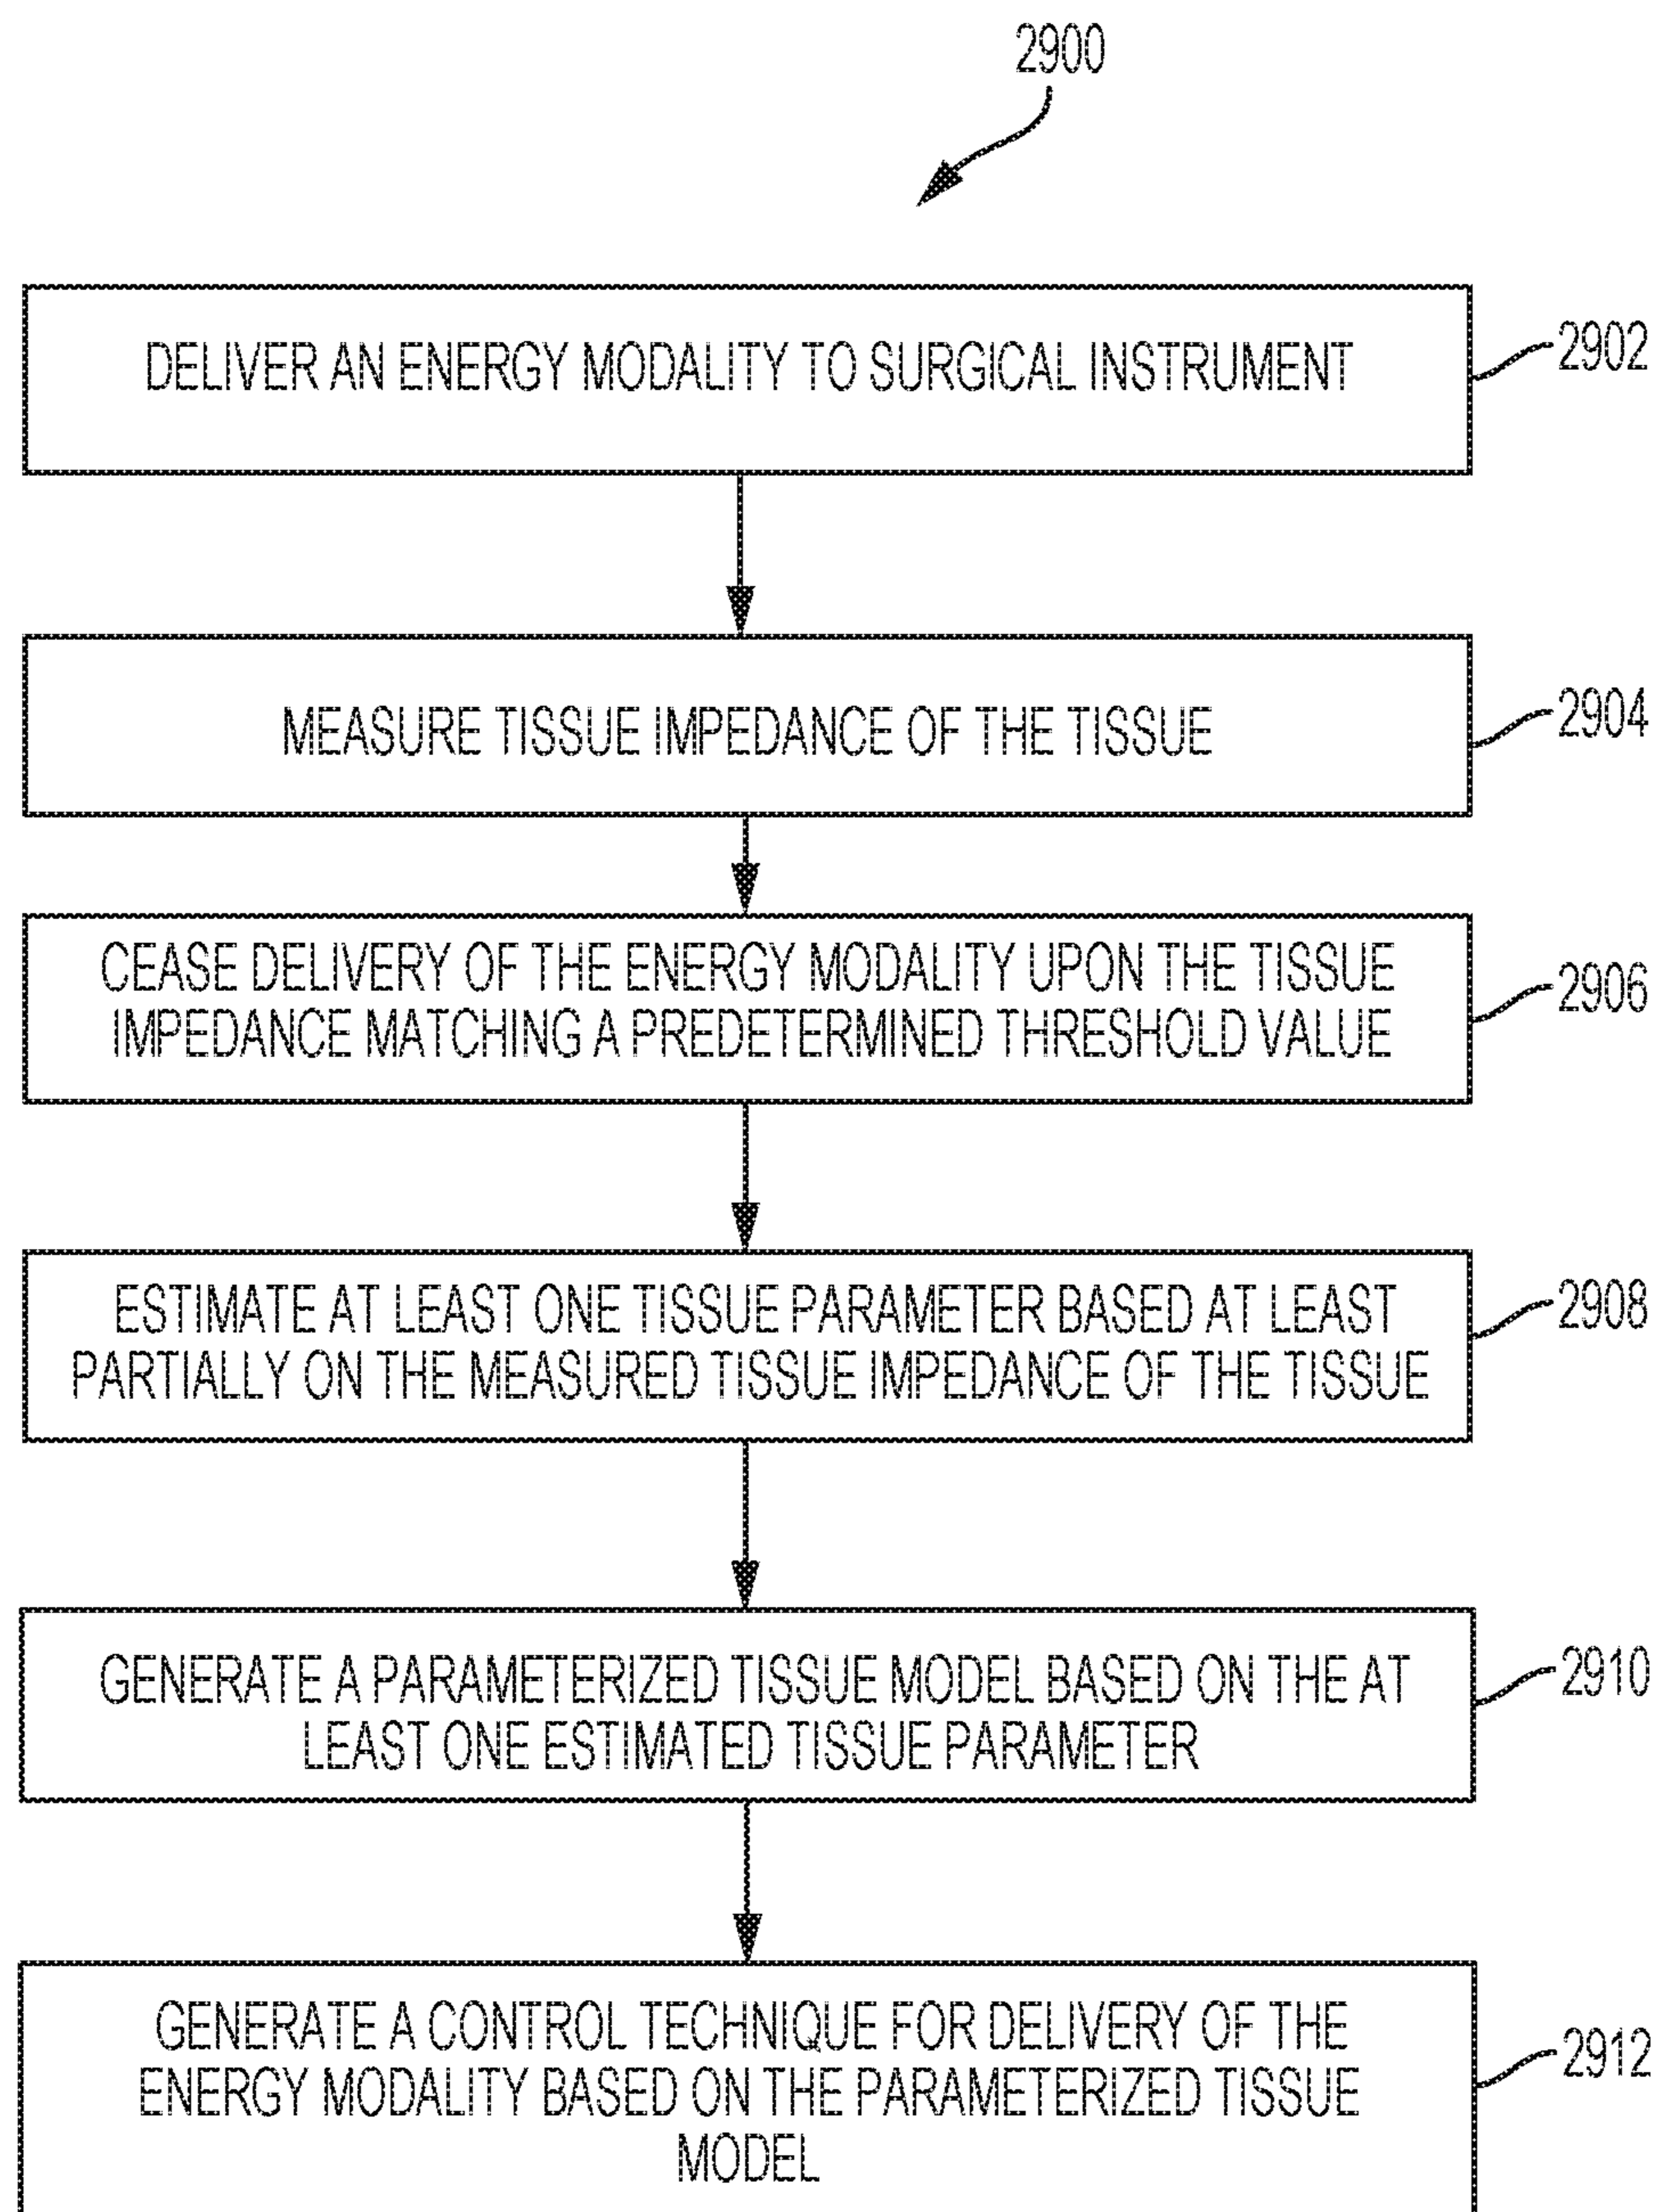 2900
DELIVER AN ENERGY MODALITY TO SURGICAL INSTRUMENT
2902
MEASURE TISSUE IMPEDANCE OF THE TISSUE
2904
CEASE DELIVERY OF THE ENERGY MODALITY UPON THE TISSUE
IMPEDANCE MATCHING A PREDETERMINED THRESHOLD VALUE
2906
ESTIMATE AT LEAST ONE TISSUE PARAMETER BASED AT LEAST
PARTIALLY ON THE MEASURED TISSUE IMPEDANCE OF THE TISSUE
2908
GENERATE A PARAMETERIZED TISSUE MODEL BASED ON THE AT
LEAST ONE ESTIMATED TISSUE PARAMETER
2910
GENERATE A CONTROL TECHNIQUE FOR DELIVERY OF THE
ENERGY MODALITY BASED ON THE PARAMETERIZED TISSUE
MODEL
2912